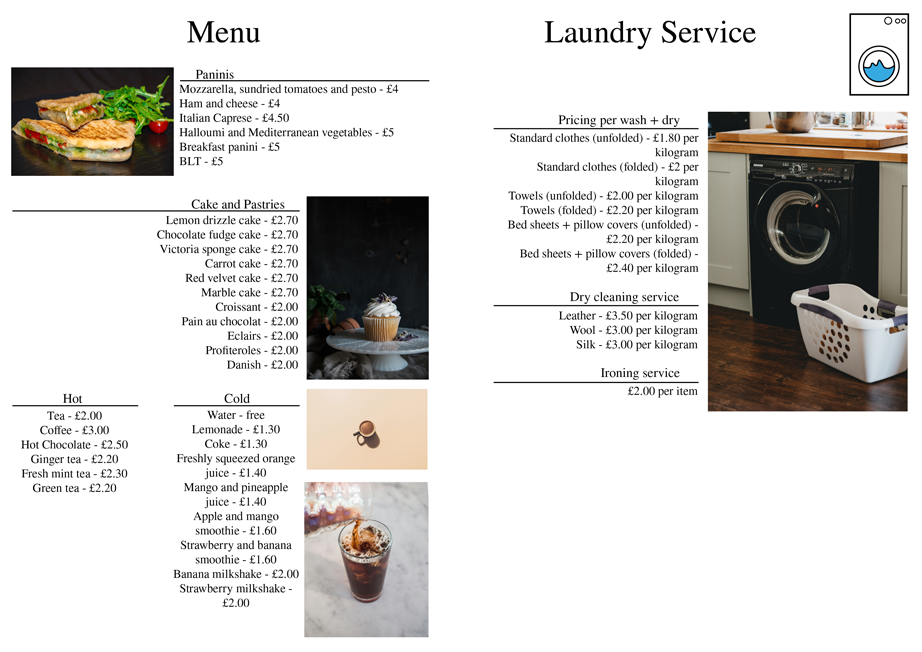 Menu
Paninis
Mozzarella, sundried tomatoes and pesto - £4
Ham and cheese - £4
Italian Caprese - £4.50
Halloumi and Mediterranean vegetables - £5
Breakfast panini - £5
BLT - £5
Cake and Pastries
Lemon drizzle cake - £2.70
Chocolate fudge cake - £2.70
Victoria sponge cake - £2.70
Carrot cake - £2.70
Red velvet cake - £2.70
Marble cake - £2.70
Croissant - £2.00
Pain au chocolat - £2.00
Eclairs - £2.00
Profiteroles - £2.00
Danish - £2.00
Hot
Tea - £2.00
Coffee - £3.00
Hot Chocolate - £2.50
Ginger tea - £2.20
Fresh mint tea - £2.30
Green tea - £2.20
Cold
Water - free
Lemonade - £1.30
Coke - £1.30
Freshly squeezed orange
juice - £1.40
Mango and pineapple
juice - £1.40
Apple and mango
smoothie - £1.60
Strawberry and banana
smoothie - £1.60
Banana milkshake - £2.00
Strawberry milkshake -
£2.00
Laundry Service
Pricing per wash + dry
Standard clothes (unfolded) - £1.80 per
kilogram
Standard clothes (folded) - £2 per
kilogram
Towels (unfolded) - £2.00 per kilogram
Towels (folded) - £2.20 per kilogram
Bed sheets + pillow covers (unfolded) -
£2.20 per kilogram
Bed sheets + pillow covers (folded) -
£2.40 per kilogram
Dry cleaning service
Leather - £3.50 per kilogram
Wool - £3.00 per kilogram
Silk - £3.00 per kilogram
Ironing service
£2.00 per item